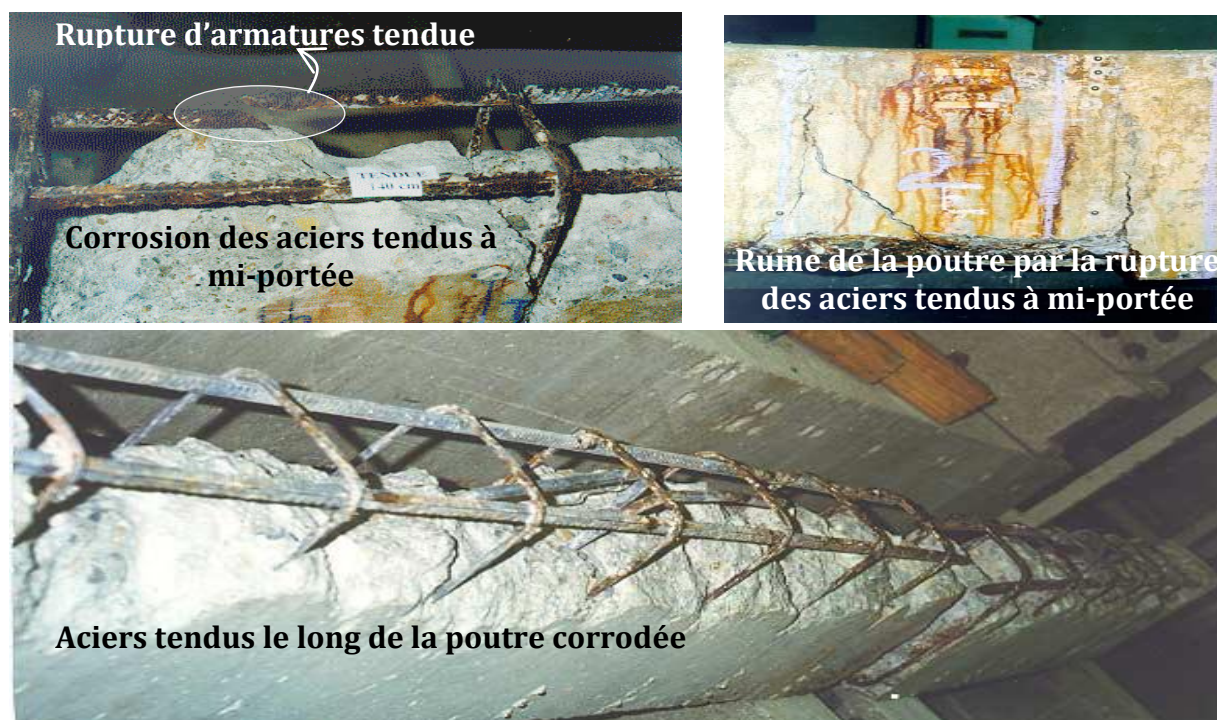 Rupture d'armatures tendue
TENDUE
140 cm
Corrosion des aciers tendus à
mi-portée
Ruine de la poutre par la rupture
des aciers tendus à mi-portée
Aciers tendus le long de la poutre corrodée